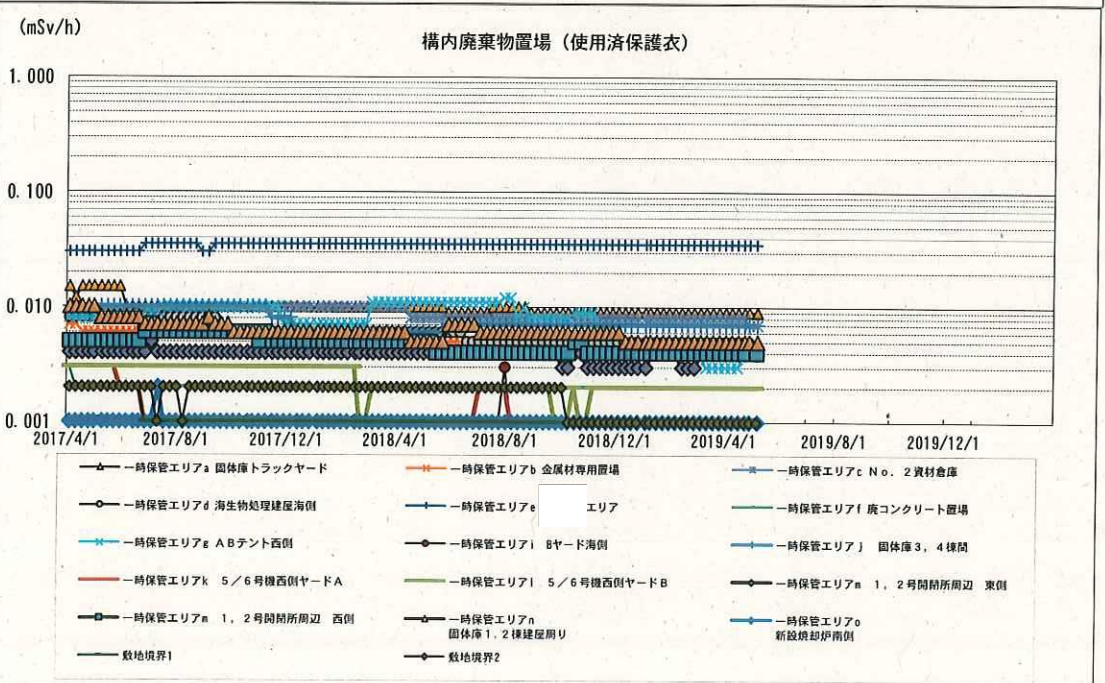 (mSv/h)
構内廃棄物置場（使用済保護衣）
1.000
0.100
0.010
0.001
2017/4/1 2017/8/1 2017/12/1 2018/4/1 2018/8/1 2018/12/1 2019/4/1 2019/8/1 2019/12/1
一時保管エリアa 固体庫トラックヤード 一時保管エリアb 金属材専用置場 一時保管エリアc No. 2資材倉庫
一時保管エリアd 海生物処理建屋海側 一時保管エリアe エリア 一時保管エリアf 廃コンクリート置場
一時保管エリアg ABテント西側 一時保管エリアi Bヤード海側 一時保管エリアj 固体庫3，4棟間
一時保管エリアk 5／6号機西側ヤードA 一時保管エリアl 5／6号機西側ヤードB 一時保管エリアm 1，2号開閉所周辺 東側
一時保管エリアm 1，2号開閉所周辺 西側 一時保管エリアn 一時保管エリアo
固体庫1,2棟建屋周り 新設焼却炉南側
敷地境界1 敷地境界2